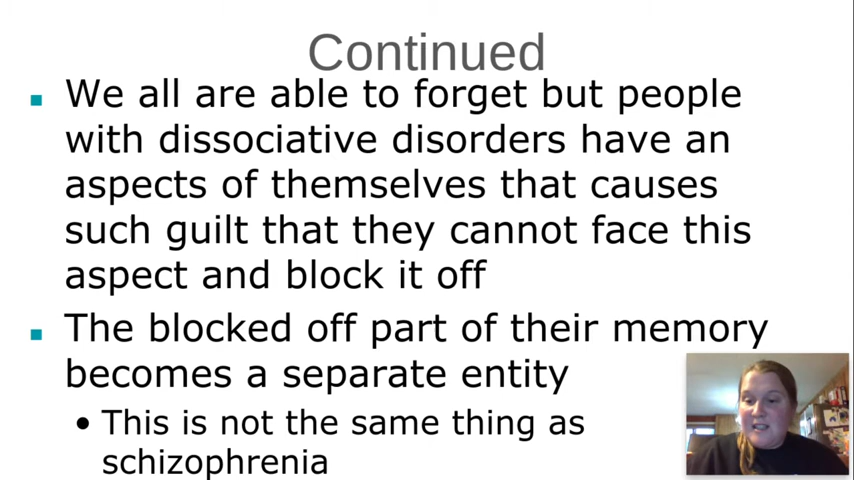 Continued
▪ We all are able to forget but people
with dissociative disorders have an
aspects of themselves that causes
such guilt that they cannot face this
aspect and block it off
▪ The blocked off part of their memory
becomes a separate entity
• This is not the same thing as
schizophrenia